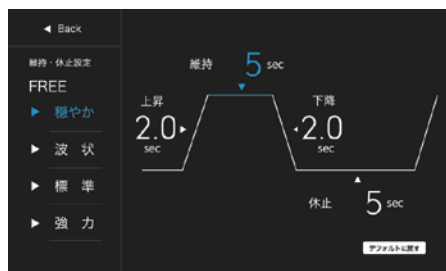 ◀ Back
維持・休止設定
FREE
▶ 穏やか
▶ 波 状
▶ 標 準
▶ 強 力
維持 5 sec
上昇
2.0
sec
下降
2.0
sec
休止 5 sec
デフォルトに戻す